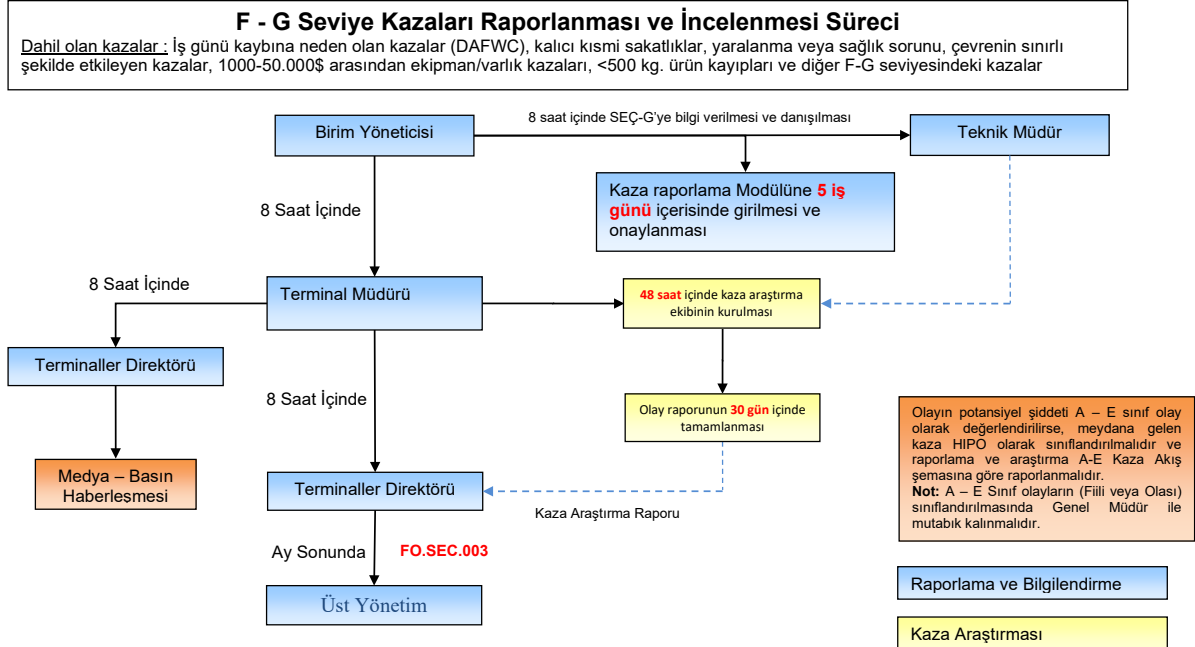 F - G Seviye Kazaları Raporlanması ve İncelenmesi Süreci
Dahil olan kazalar : İş günü kaybına neden olan kazalar (DAFWC), kalıcı kısmi sakatlıklar, yaralanma veya sağlık sorunu, çevrenin sınırlı
şekilde etkileyen kazalar, 1000-50.000$ arasından ekipman/varlık kazaları, <500 kg. ürün kayıpları ve diğer F-G seviyesindeki kazalar
Birim Yöneticisi
8 saat içinde SEÇ-G'ye bilgi verilmesi ve danışılması
Teknik Müdür
Kaza raporlama Modülüne 5 iş
günü içerisinde girilmesi ve
onaylanması
8 Saat İçinde
8 Saat İçinde
Terminal Müdürü
48 saat içinde kaza araştırma
ekibinin kurulması
Terminaller Direktörü
8 Saat İçinde
Olay raporunun 30 gün içinde
tamamlanması
Olayın potansiyel şiddeti A – E sınıf olay
olarak değerlendirilirse, meydana gelen
kaza HIPO olarak sınıflandırılmalıdır ve
raporlama ve araştırma A-E Kaza Akış
şemasına göre raporlanmalıdır.
Not: A – E Sınıf olayların (Fiili veya Olası)
sınıflandırılmasında Genel Müdür ile
mutabık kalınmalıdır.
Medya – Basın
Haberleşmesi
Terminaller Direktörü
Kaza Araştırma Raporu
Ay Sonunda
FO.SEC.003
Üst Yönetim
Raporlama ve Bilgilendirme
Kaza Araştırması